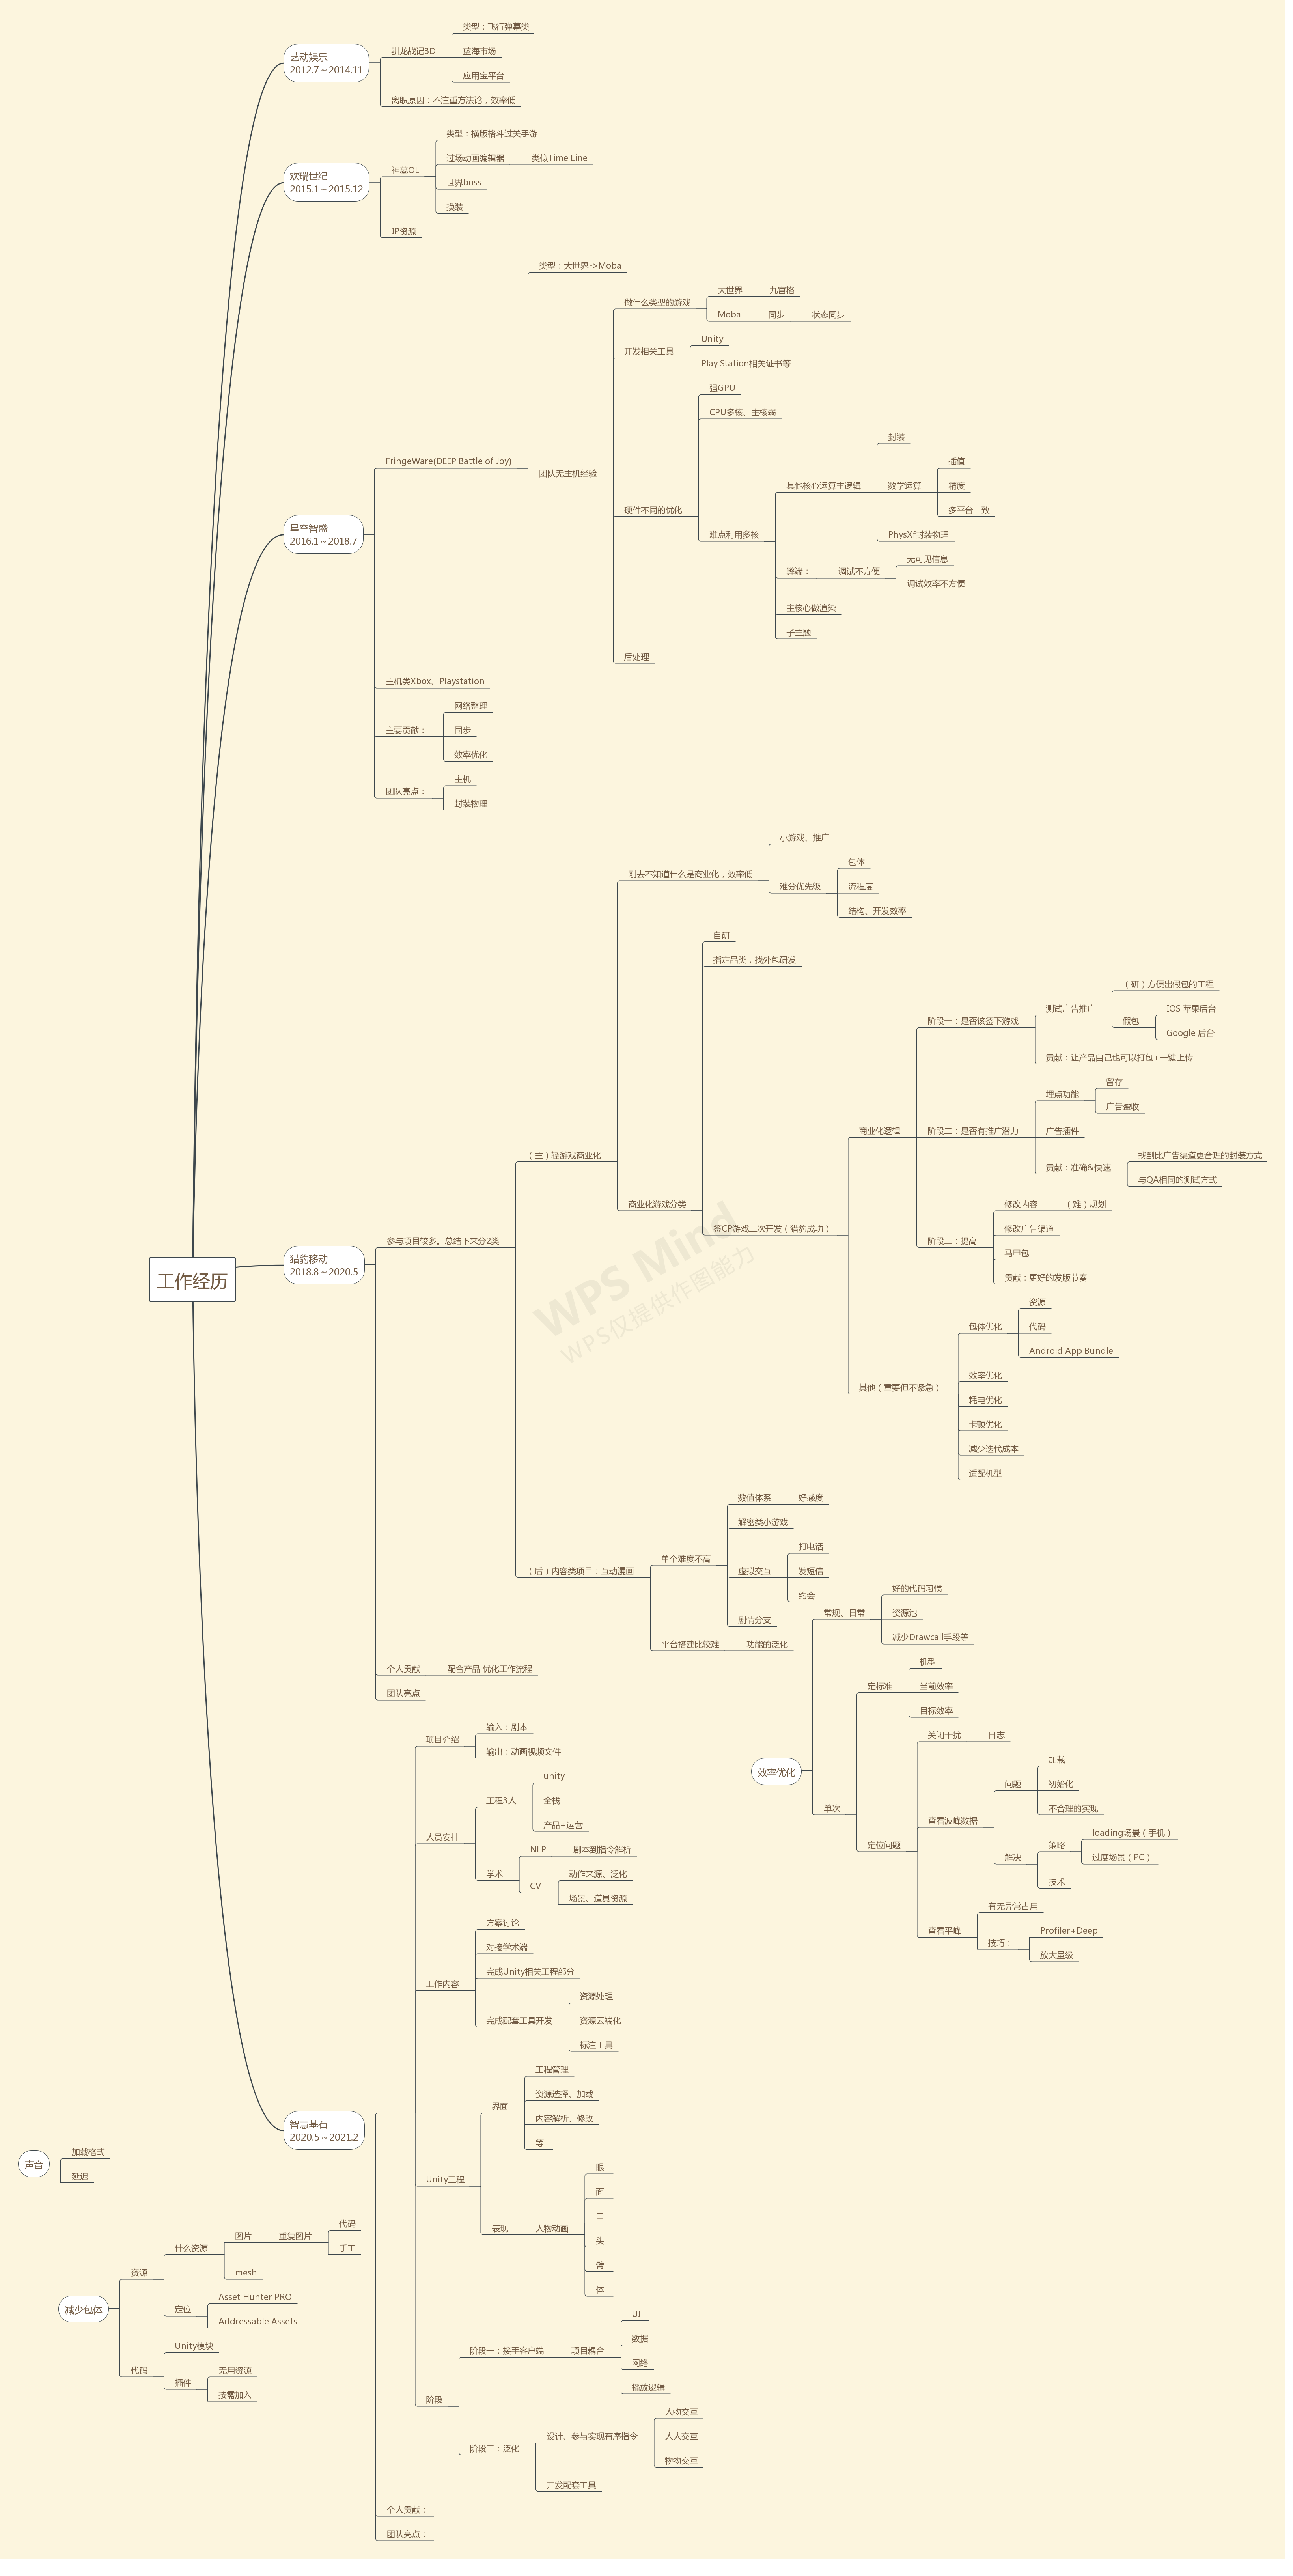 工作经历
艺动娱乐
2012.7～2014.11
驯龙战记3D
类型：飞行弹幕类
蓝海市场
应用宝平台
离职原因：不注重方法论，效率低
欢瑞世纪
2015.1～2015.12
神墓OL
类型：横版格斗过关手游
过场动画编辑器
类似Time Line
世界boss
换装
IP资源
星空智盛
2016.1～2018.7
FringeWare(DEEP Battle of Joy)
类型：大世界->Moba
团队无主机经验
做什么类型的游戏
大世界
九宫格
Moba
同步
状态同步
开发相关工具
Unity
Play Station相关证书等
硬件不同的优化
强GPU
CPU多核、主核弱
难点利用多核
其他核心运算主逻辑
封装
数学运算
插值
精度
多平台一致
PhysXf封装物理
弊端：
调试不方便
无可见信息
调试效率不方便
主核心做渲染
子主题
后处理
主机类Xbox、Playstation
主要贡献：
网络整理
同步
效率优化
团队亮点：
主机
封装物理
猎豹移动
2018.8～2020.5
参与项目较多。总结下来分2类
（主）轻游戏商业化
刚去不知道什么是商业化，效率低
小游戏、推广
难分优先级
包体
流程度
结构、开发效率
商业化游戏分类
自研
指定品类，找外包研发
签CP游戏二次开发（猎豹成功）
商业化逻辑
阶段一：是否该签下游戏
测试广告推广
（研）方便出假包的工程
假包
IOS 苹果后台
Google 后台
贡献：让产品自己也可以打包+一键上传
阶段二：是否有推广潜力
埋点功能
留存
广告盈收
广告插件
贡献：准确&快速
找到比广告渠道更合理的封装方式
与QA相同的测试方式
阶段三：提高
修改内容
（难）规划
修改广告渠道
马甲包
贡献：更好的发版节奏
其他（重要但不紧急）
包体优化
资源
代码
Android App Bundle
效率优化
耗电优化
卡顿优化
减少迭代成本
适配机型
（后）内容类项目：互动漫画
单个难度不高
数值体系
好感度
解密类小游戏
虚拟交互
打电话
发短信
约会
剧情分支
平台搭建比较难
功能的泛化
个人贡献
配合产品 优化工作流程
团队亮点
智慧基石
2020.5～2021.2
项目介绍
输入：剧本
输出：动画视频文件
人员安排
工程3人
unity
全栈
产品+运营
学术
NLP
剧本到指令解析
CV
动作来源、泛化
场景、道具资源
工作内容
方案讨论
对接学术端
完成Unity相关工程部分
完成配套工具开发
资源处理
资源云端化
标注工具
Unity工程
界面
工程管理
资源选择、加载
内容解析、修改
等
表现
人物动画
眼
面
口
头
臂
体
阶段
阶段一：接手客户端
项目耦合
UI
数据
网络
播放逻辑
阶段二：泛化
设计、参与实现有序指令
人物交互
人人交互
物物交互
开发配套工具
个人贡献：
团队亮点：
效率优化
常规、日常
好的代码习惯
资源池
减少Drawcall手段等
单次
定标准
机型
当前效率
目标效率
定位问题
关闭干扰
日志
查看波峰数据
问题
加载
初始化
不合理的实现
解决
策略
loading场景（手机）
过度场景（PC）
技术
查看平峰
有无异常占用
技巧：
Profiler+Deep
放大量级
声音
加载格式
延迟
减少包体
资源
什么资源
图片
重复图片
代码
手工
mesh
定位
Asset Hunter PRO
Addressable Assets
代码
Unity模块
插件
无用资源
按需加入
WPS Mind
WPS仅提供作图能力